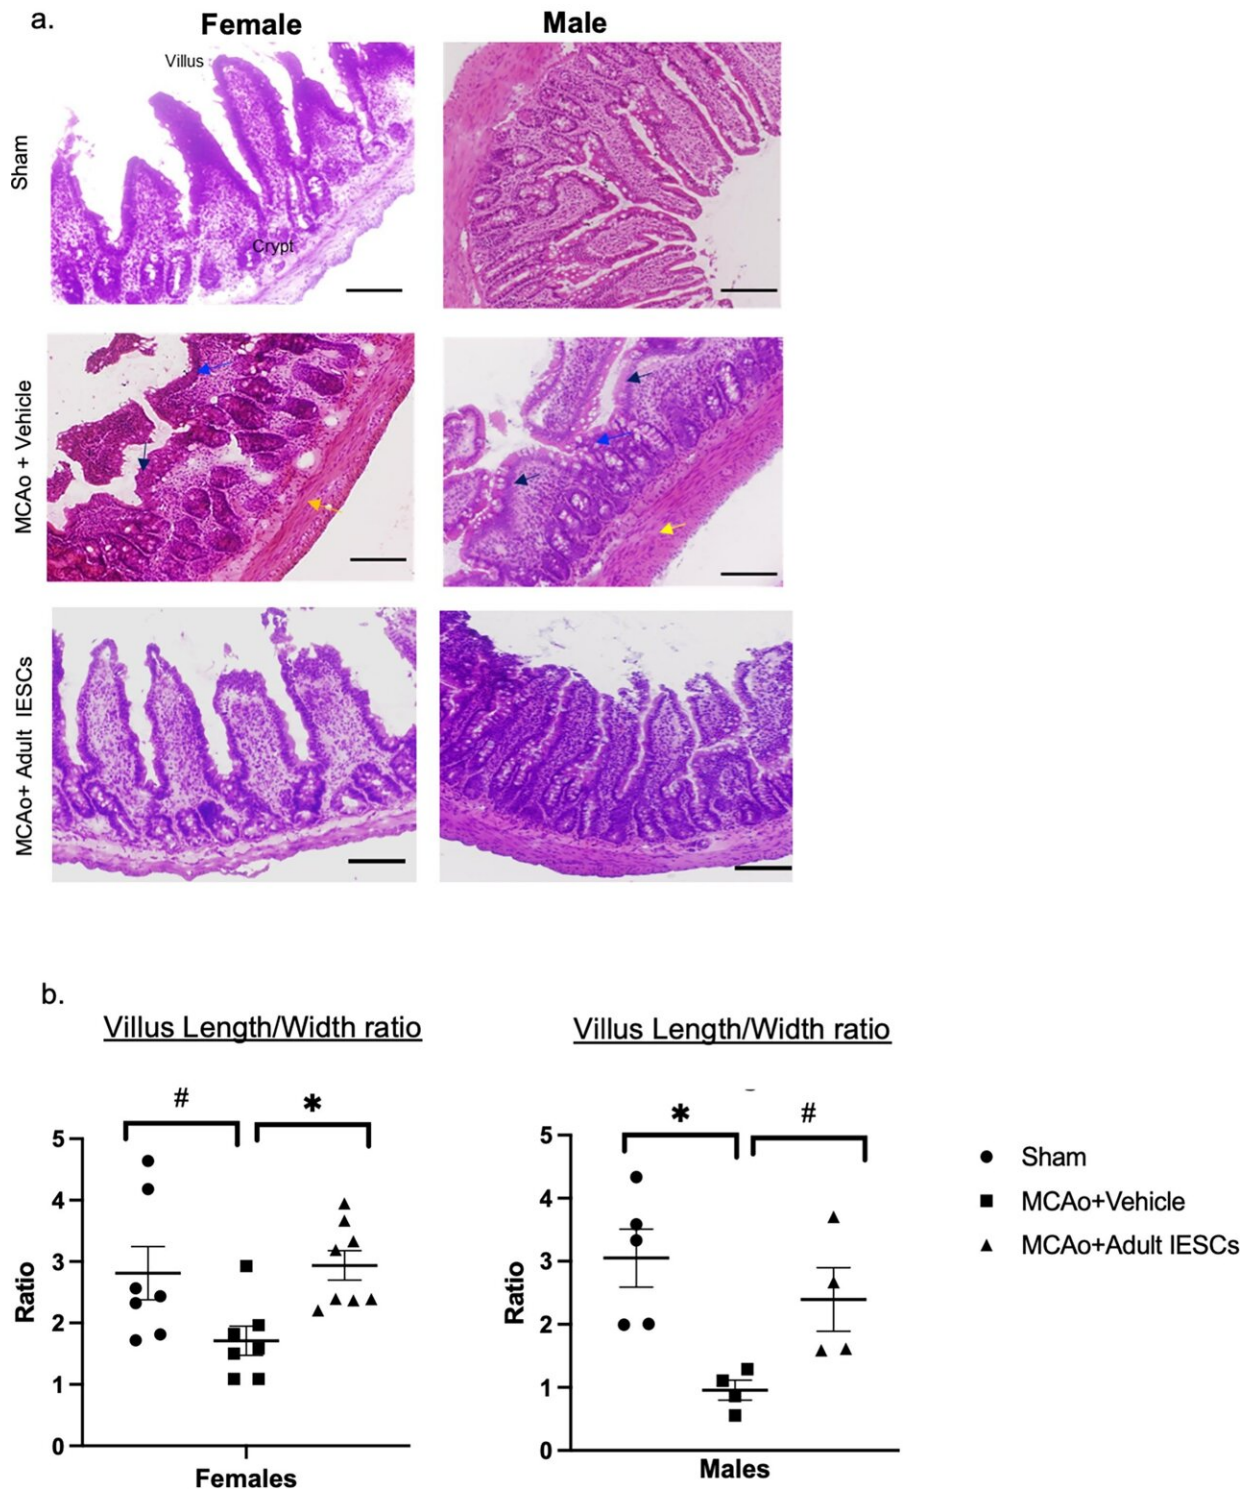 a.
Female
Male
Villus
Sham
Crypt
MCAo + Vehicle
MCAo+ Adult IESCs
b.
Villus Length/Width ratio
Villus Length/Width ratio
#
*
*
#
5
4
3
2
1
0
Ratio
Females
5
4
3
2
1
0
Ratio
Males
Sham
MCAo+Vehicle
MCAo+Adult IESCs